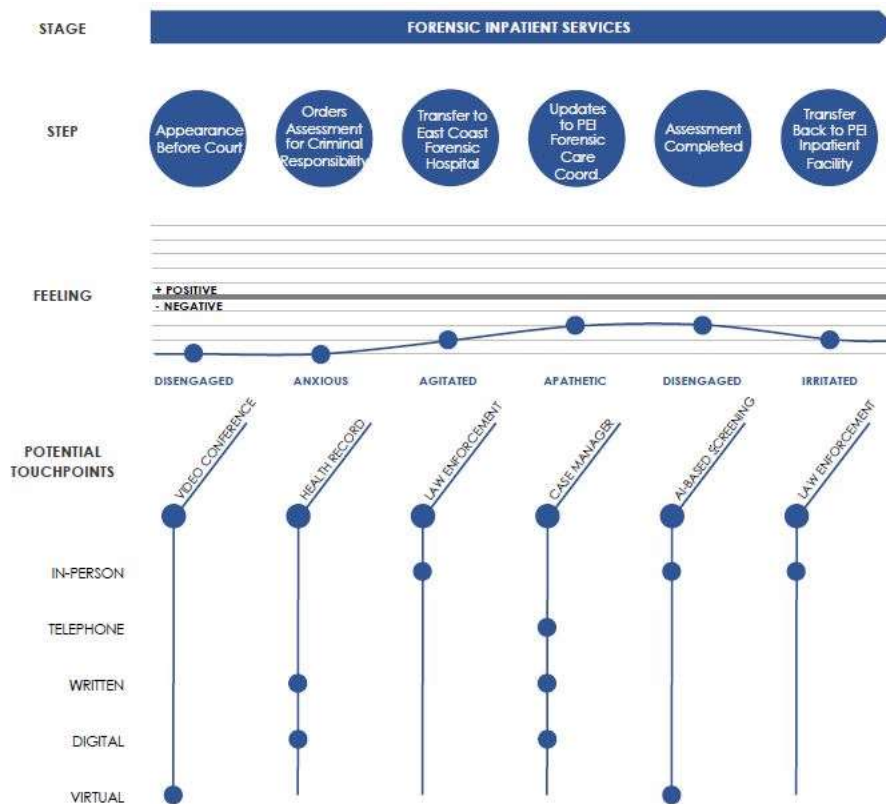 STAGE
FORENSIC INPATIENT SERVICES
STEP
Appearance
Before Court
Orders
Assessment
for Criminal
Responsibility
Transfer to
East Coast
Forensic
Hospital
Updates
to PEI
Forensic
Care
Coord.
Assessment
Completed
Transfer
Back to PEI
Inpatient
Facility
FEELING
+ POSITIVE
- NEGATIVE
DISENGAGED
ANXIOUS
AGITATED
APATHETIC
DISENGAGED
IRRITATED
POTENTIAL
TOUCHPOINTS
VIDEO CONFERENCE
HEALTH RECORD
LAW ENFORCEMENT
CASE MANAGER
AI-BASED SCREENING
LAW ENFORCEMENT
IN-PERSON
TELEPHONE
WRITTEN
DIGITAL
VIRTUAL